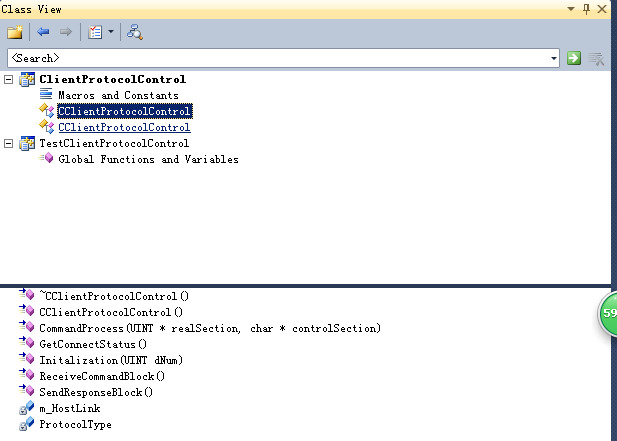 Class View
<Search>
ClientProtocolControl
Macros and Constants
CClientProtocolControl
CClientProtocolControl
TestClientProtocolControl
Global Functions and Variables
~CClientProtocolControl()
CClientProtocolControl()
CommandProcess(UINT * realSection, char * controlSection)
GetConnectStatus()
Initalization(UINT dNum)
ReceiveCommandBlock()
SendResponseBlock()
m_HostLink
ProtocolType
59